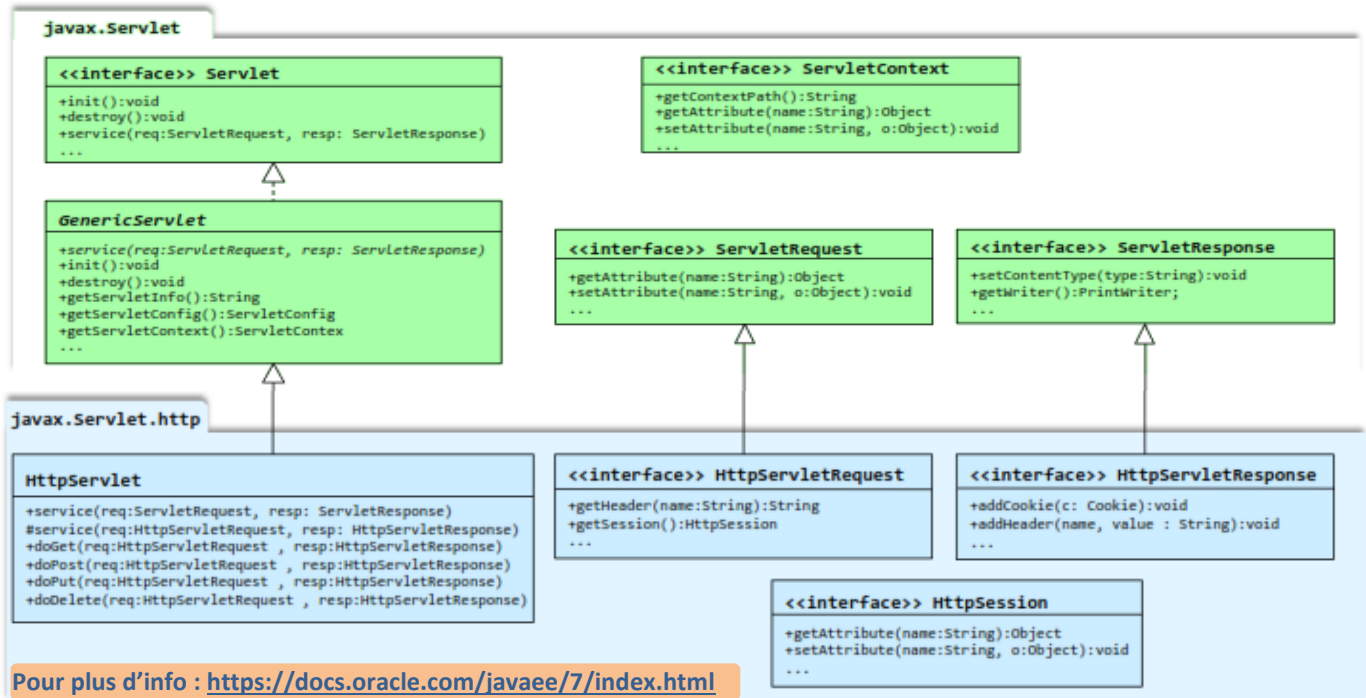 javax.Servlet
<<interface>> Servlet
+init():void
+destroy():void
+service(req:ServletRequest, resp: ServletResponse)
...
<<interface>> ServletContext
+getContextPath():String
+getAttribute(name:String):Object
+setAttribute(name:String, o:Object):void
...
GenericServlet
+service(req:ServletRequest, resp: ServletResponse)
+init():void
+destroy():void
+getServletInfo():String
+getServletConfig():ServletConfig
+getServletContext():ServletContex
...
<<interface>> ServletRequest
+getAttribute(name:String):Object
+setAttribute(name:String, o:Object):void
...
<<interface>> ServletResponse
+setContentType(type:String):void
+getWriter():PrintWriter;
...
javax.Servlet.http
HttpServlet
+service(req:ServletRequest, resp: ServletResponse)
#service(req:HttpServletRequest, resp: HttpServletResponse)
+doGet(req:HttpServletRequest , resp:HttpServletResponse)
+doPost(req:HttpServletRequest , resp:HttpServletResponse)
+doPut(req:HttpServletRequest , resp:HttpServletResponse)
+doDelete(req:HttpServletRequest , resp:HttpServletResponse)
<<interface>> HttpServletRequest
+getHeader(name:String):String
+getSession():HttpSession
...
<<interface>> HttpServletResponse
+addCookie(c: Cookie):void
+addHeader(name, value : String):void
...
<<interface>> HttpSession
+getAttribute(name:String):Object
+setAttribute(name:String, o:Object):void
...
Pour plus d’info : https://docs.oracle.com/javaee/7/index.html